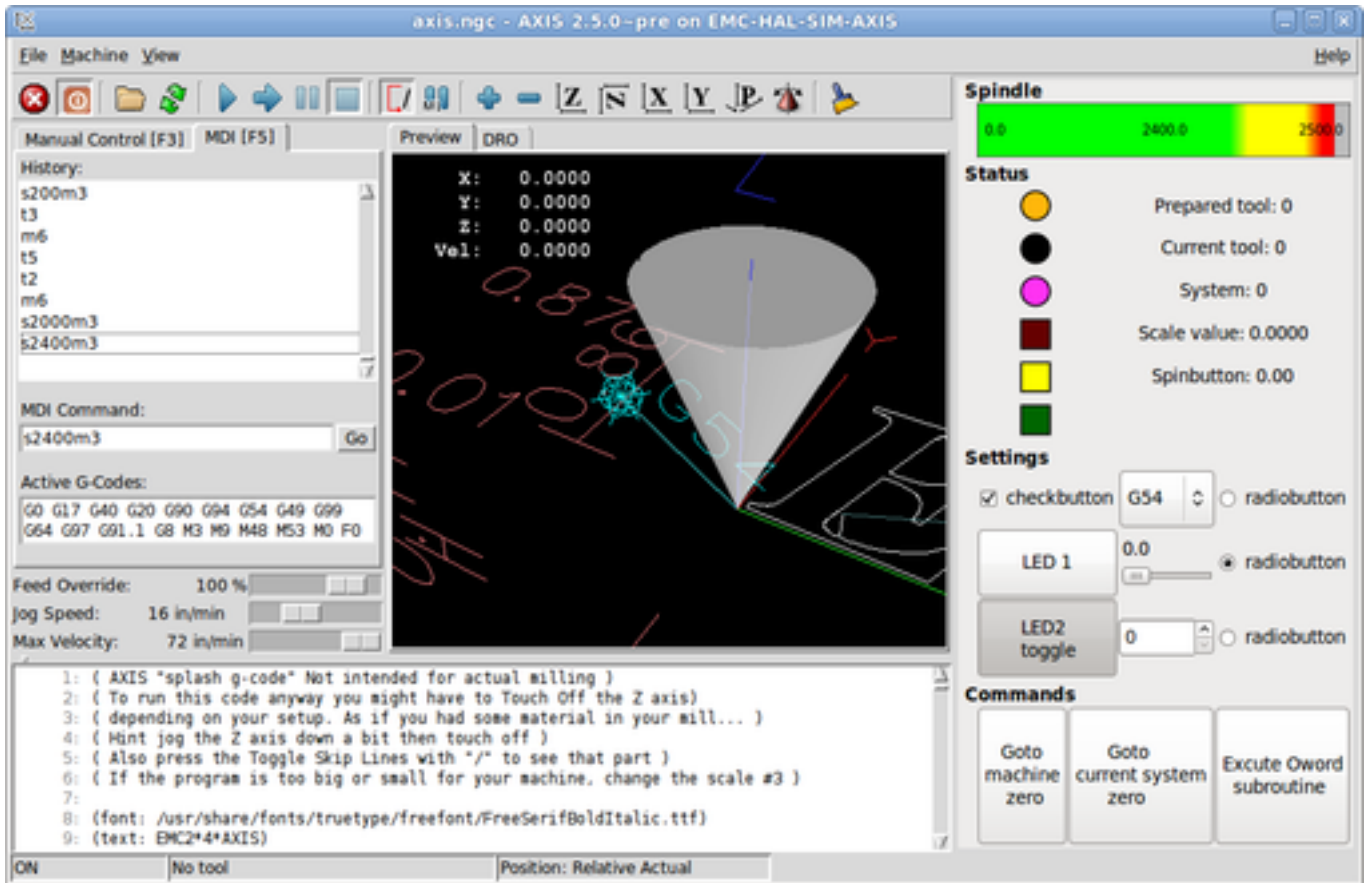 axis.ngc - AXIS 2.5.0~pre on EMC-HAL-SIM-AXIS
File Machine View Help
Manual Control [F3] MDI [F5]
History:
s200m3
t3
m6
t5
t2
m6
s2000m3
s2400m3
MDI Command:
s2400m3 Go
Active G-Codes:
G0 G17 G40 G20 G90 G94 G54 G49 G99
G64 G97 G91.1 G8 M3 M9 M48 M53 M0 F0
Feed Override: 100 %
Jog Speed: 16 in/min
Max Velocity: 72 in/min
Preview DRO
X: 0.0000
Y: 0.0000
Z: 0.0000
Vel: 0.0000
G54
Spindle
0.0 2400.0 2500.0
Status
Prepared tool: 0
Current tool: 0
System: 0
Scale value: 0.0000
Spinbutton: 0.00
Settings
checkbutton G54 radiobutton
LED 1 0.0 radiobutton
LED2
toggle 0 radiobutton
Commands
Goto
machine
zero
Goto
current system
zero
Excute Oword
subroutine
1: ( AXIS "splash g-code" Not intended for actual milling )
2: ( To run this code anyway you might have to Touch Off the Z axis)
3: ( depending on your setup. As if you had some material in your mill... )
4: ( Hint jog the Z axis down a bit then touch off )
5: ( Also press the Toggle Skip Lines with "/" to see that part )
6: ( If the program is too big or small for your machine, change the scale #3 )
7:
8: (font: /usr/share/fonts/truetype/freefont/FreeSerifBoldItalic.ttf)
9: (text: EMC2*4*AXIS)
ON No tool Position: Relative Actual